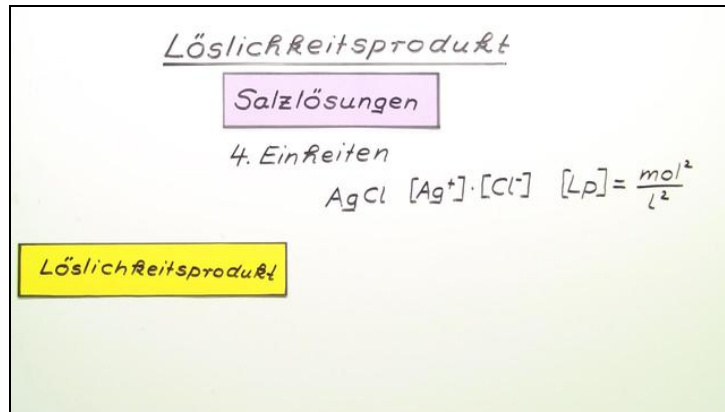 Löslichkeitsprodukt
Salzlösungen
4. Einheiten
AgCl [Ag⁺]·[Cl⁻] [Lp] = mol²/l²
Löslichkeitsprodukt